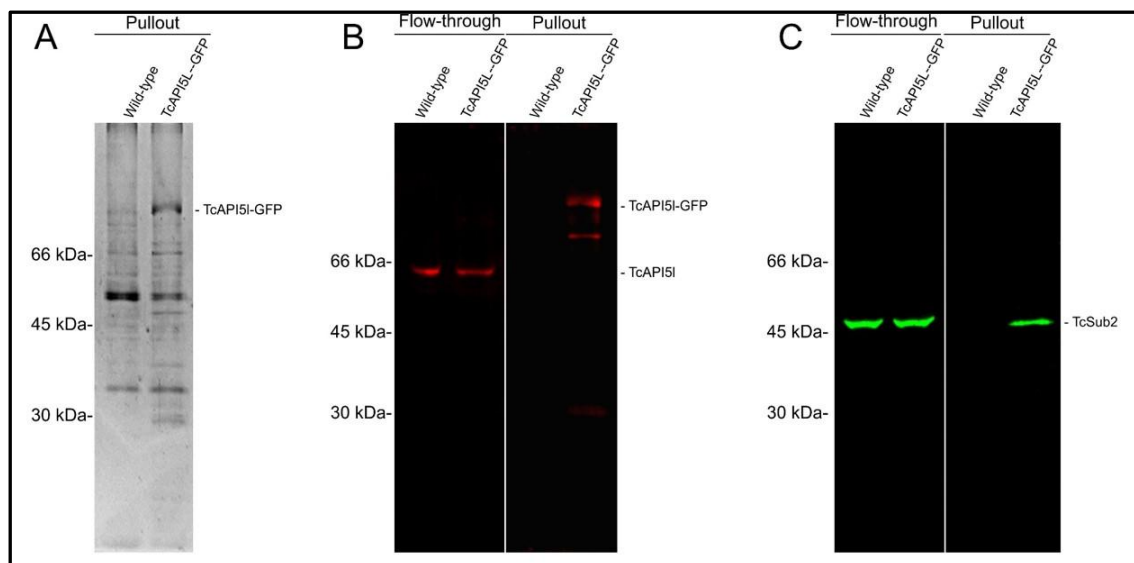 A
Pullout
Wild-type
TcAPI5L--GFP
- TcAPI5l-GFP
66 kDa-
45 kDa-
30 kDa-
B
Flow-through
Pullout
Wild-type
TcAPI5L--GFP
Wild-type
TcAPI5L--GFP
- TcAPI5l-GFP
66 kDa-
- TcAPI5l
45 kDa-
30 kDa-
C
Flow-through
Pullout
Wild-type
TcAPI5L--GFP
Wild-type
TcAPI5L--GFP
66 kDa-
45 kDa-
- TcSub2
30 kDa-